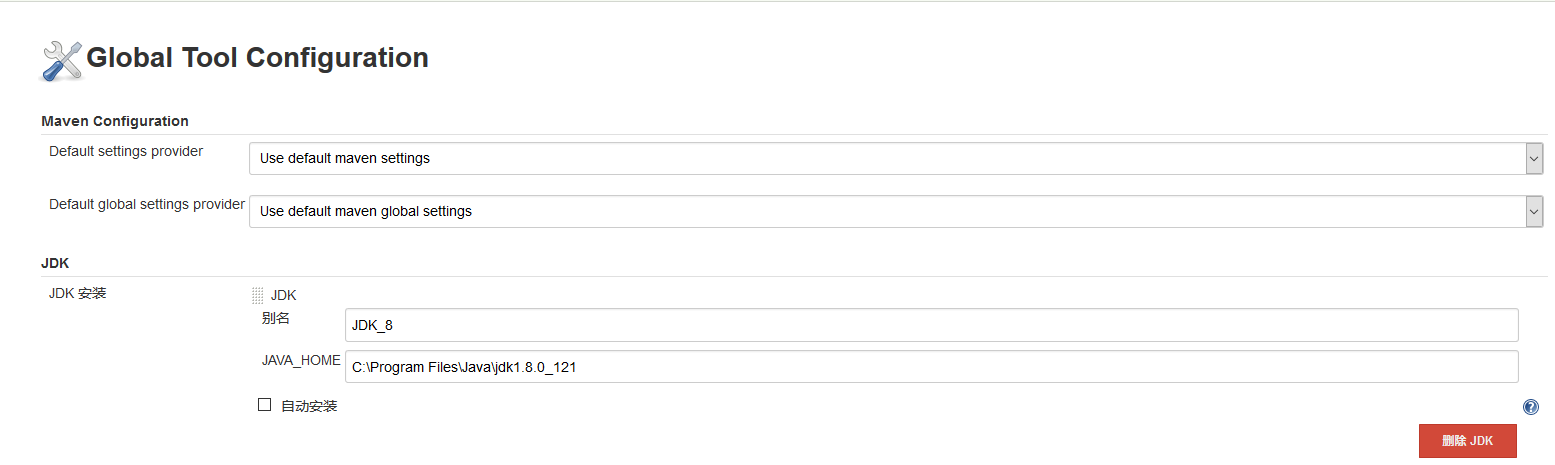 Global Tool Configuration
Maven Configuration
Default settings provider
Use default maven settings
Default global settings provider
Use default maven global settings
JDK
JDK 安装
JDK
别名
JDK_8
JAVA_HOME
C:\Program Files\Java\jdk1.8.0_121
自动安装
?
删除 JDK